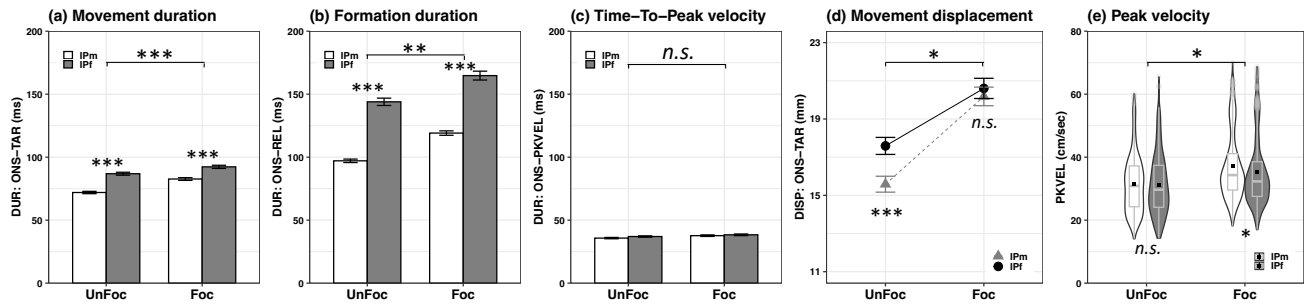 (a) Movement duration
DUR: ONS-TAR (ms)
200
150
100
50
0
IPm
IPf
***
***
***
UnFoc
Foc
(b) Formation duration
DUR: ONS-REL (ms)
200
150
100
50
0
IPm
IPf
**
***
***
UnFoc
Foc
(c) Time–To–Peak velocity
DUR: ONS-PKVEL (ms)
200
150
100
50
0
IPm
IPf
n.s.
UnFoc
Foc
(d) Movement displacement
DISP: ONS-TAR (mm)
23
19
15
11
*
n.s.
***
IPm
IPf
UnFoc
Foc
(e) Peak velocity
PKVEL (cm/sec)
80
60
40
20
0
*
n.s.
*
IPm
IPf
UnFoc
Foc